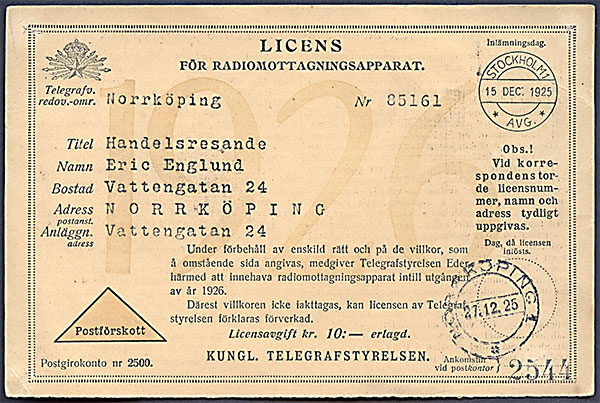 LICENS
FÖR RADIOMOTTAGNINGSAPPARAT.
Inlämningsdag.
STOCKHOLM 1
15 DEC. 1925
* AVG. *
Telegrafv.
redov.-omr. Norrköping Nr 85161
1926
Titel Handelsresande
Namn Eric Englund
Bostad Vattengatan 24
Adress NORRKÖPING
postanst.
Anläggn. Vattengatan 24
adress
Obs.!
Vid korre-
spondens tor-
de licensnum-
mer, namn och
adress tydligt
uppgivas.
Dag, då licensen
inlösts.
Under förbehåll av enskild rätt och på de villkor, som
å omstående sida angivas, medgiver Telegrafstyrelsen Eder
härmed att innehava radiomottagningsapparat intill utgången
av år 1926.
Därest villkoren icke iakttagas, kan licensen av Telegraf-
styrelsen förklaras förverkad.
Licensavgift kr. 10:— erlagd.
KUNGL. TELEGRAFSTYRELSEN.
Postförskott
Postgirokonto nr 2500.
NORRKÖPING 1
27.12.25
Ankomstnr
vid postkontor
2544